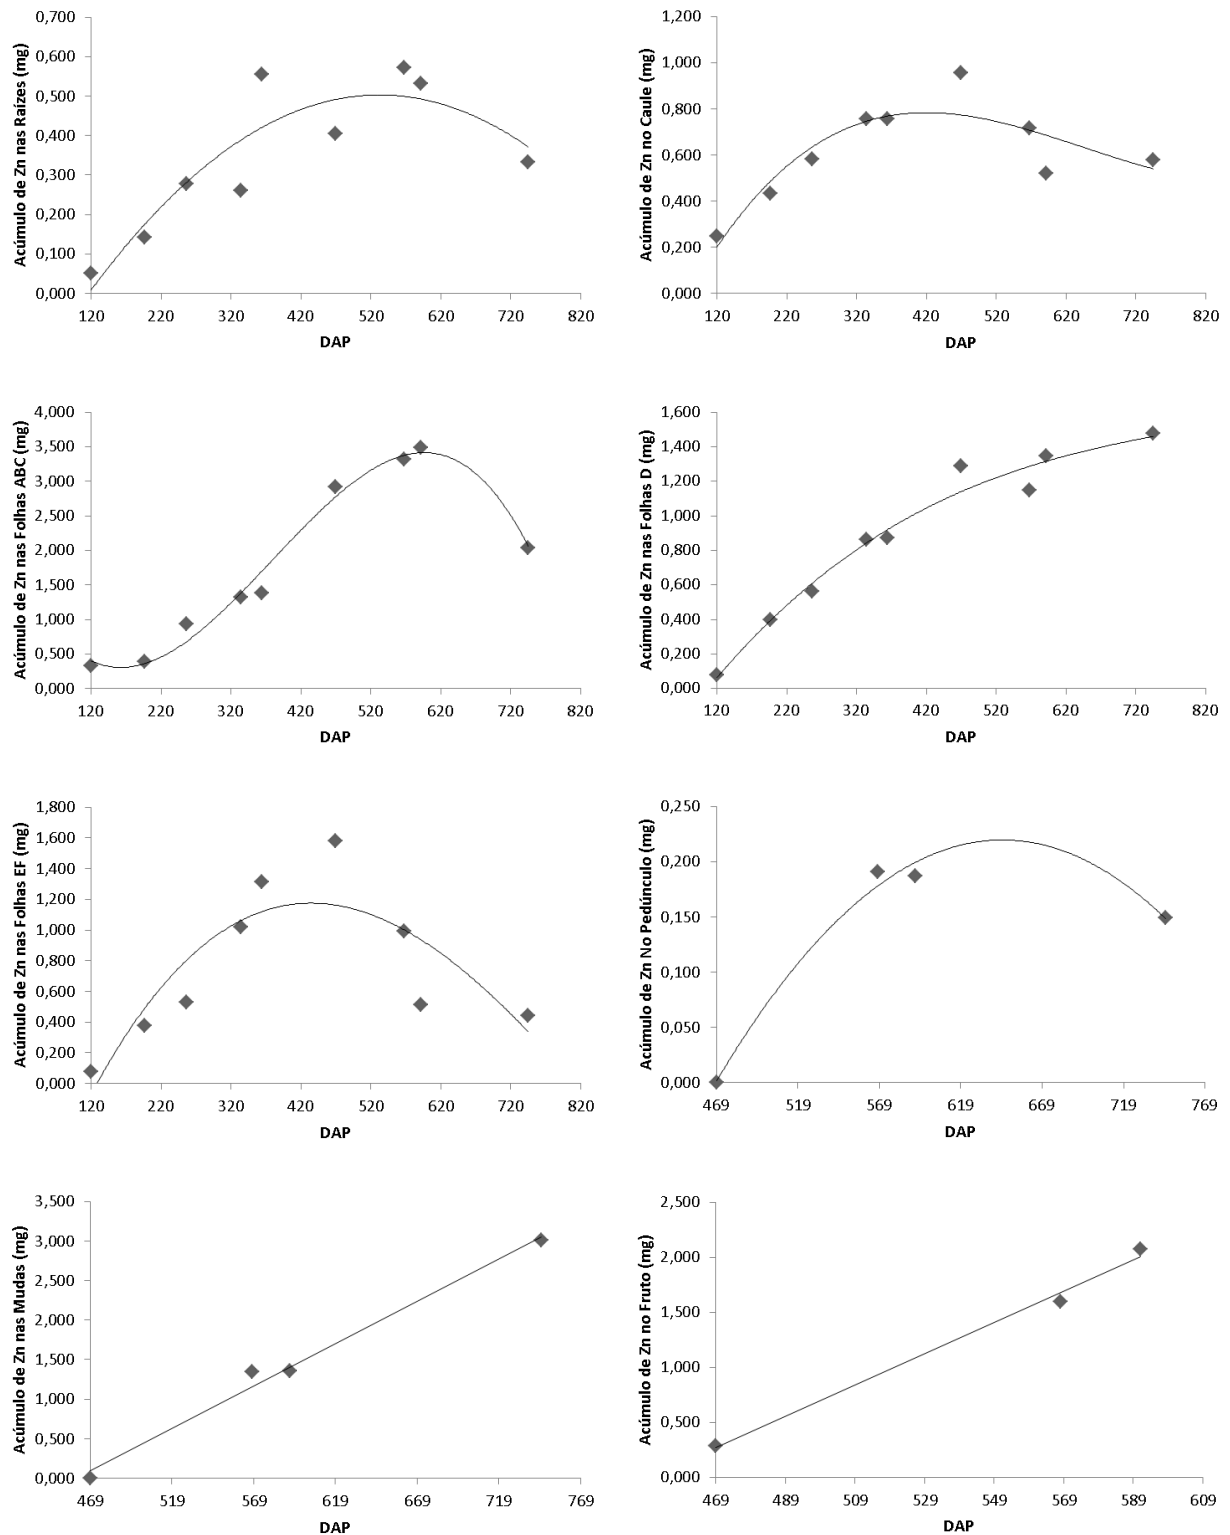 Acúmulo de Zn nas Raízes (mg)
0,700
0,600
0,500
0,400
0,300
0,200
0,100
0,000
120 220 320 420 520 620 720 820
DAP
Acúmulo de Zn no Caule (mg)
1,200
1,000
0,800
0,600
0,400
0,200
0,000
120 220 320 420 520 620 720 820
DAP
Acúmulo de Zn nas Folhas ABC (mg)
4,000
3,500
3,000
2,500
2,000
1,500
1,000
0,500
0,000
120 220 320 420 520 620 720 820
DAP
Acúmulo de Zn nas Folhas D (mg)
1,600
1,400
1,200
1,000
0,800
0,600
0,400
0,200
0,000
120 220 320 420 520 620 720 820
DAP
Acúmulo de Zn nas Folhas EF (mg)
1,800
1,600
1,400
1,200
1,000
0,800
0,600
0,400
0,200
0,000
120 220 320 420 520 620 720 820
DAP
Acúmulo de Zn No Pedúnculo (mg)
0,250
0,200
0,150
0,100
0,050
0,000
469 519 569 619 669 719 769
DAP
Acúmulo de Zn nas Mudas (mg)
3,500
3,000
2,500
2,000
1,500
1,000
0,500
0,000
469 519 569 619 669 719 769
DAP
Acúmulo de Zn no Fruto (mg)
2,500
2,000
1,500
1,000
0,500
0,000
469 489 509 529 549 569 589 609
DAP